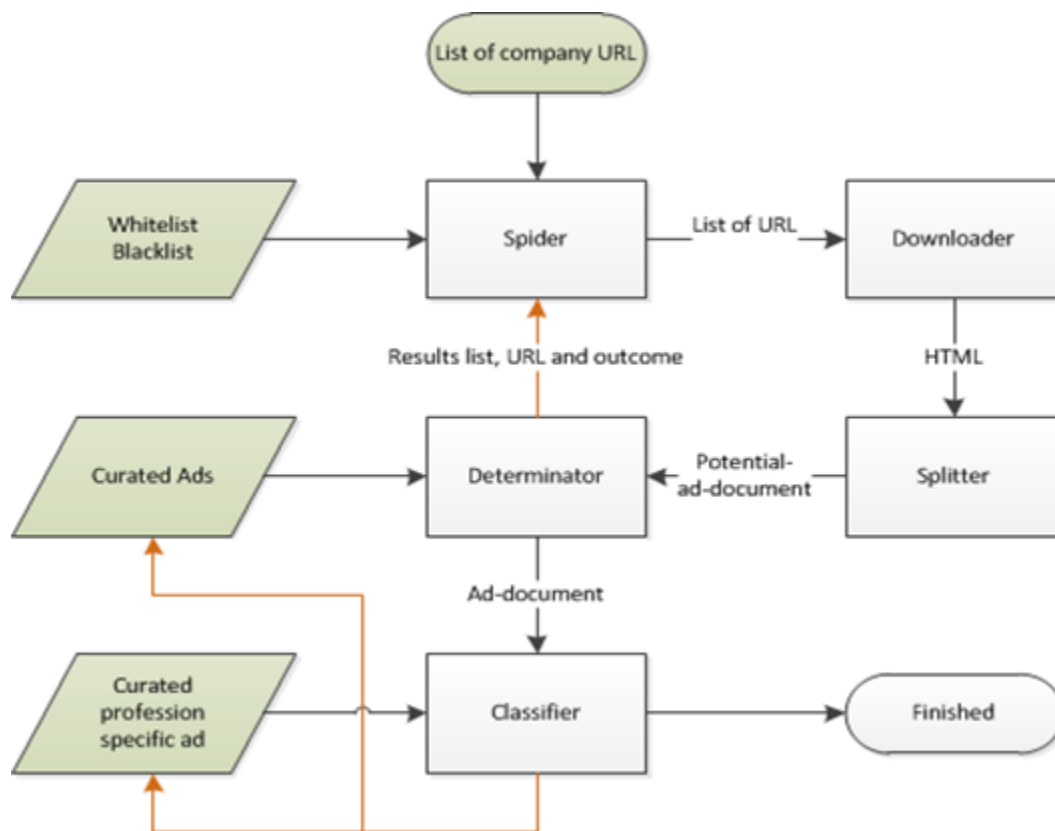 List of company URL
Whitelist
Blacklist
Spider
List of URL
Downloader
Results list, URL and outcome
HTML
Curated Ads
Determinator
Potential-
ad-document
Splitter
Ad-document
Curated
profession
specific ad
Classifier
Finished